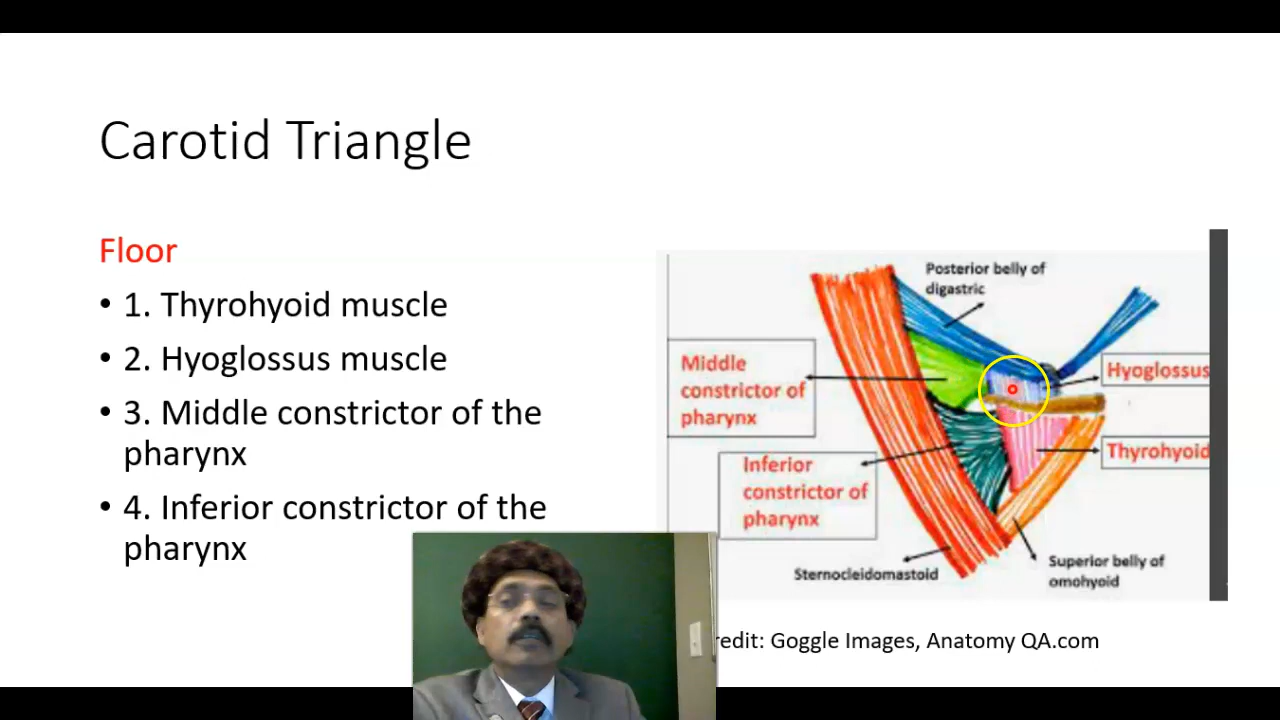 Carotid Triangle
Floor
• 1. Thyrohyoid muscle
• 2. Hyoglossus muscle
• 3. Middle constrictor of the
pharynx
• 4. Inferior constrictor of the
pharynx
Posterior belly of
digastric
Middle
constrictor of
pharynx
Hyoglossus
Thyrohyoid
Inferior
constrictor of
pharynx
Sternocleidomastoid
Superior belly of
omohyoid
redit: Goggle Images, Anatomy QA.com